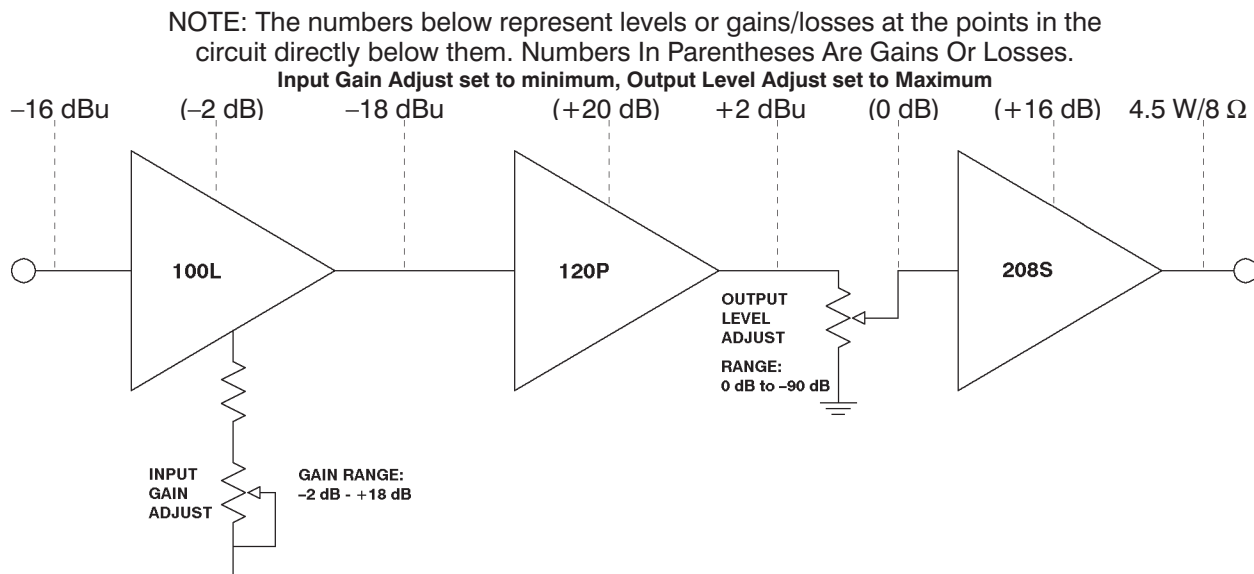 NOTE: The numbers below represent levels or gains/losses at the points in the
circuit directly below them. Numbers In Parentheses Are Gains Or Losses.
Input Gain Adjust set to minimum, Output Level Adjust set to Maximum
−16 dBu (−2 dB) −18 dBu (+20 dB) +2 dBu (0 dB) (+16 dB) 4.5 W/8 Ω
100L 120P 208S
OUTPUT
LEVEL
ADJUST
RANGE:
0 dB to −90 dB
INPUT
GAIN
ADJUST
GAIN RANGE:
−2 dB - +18 dB